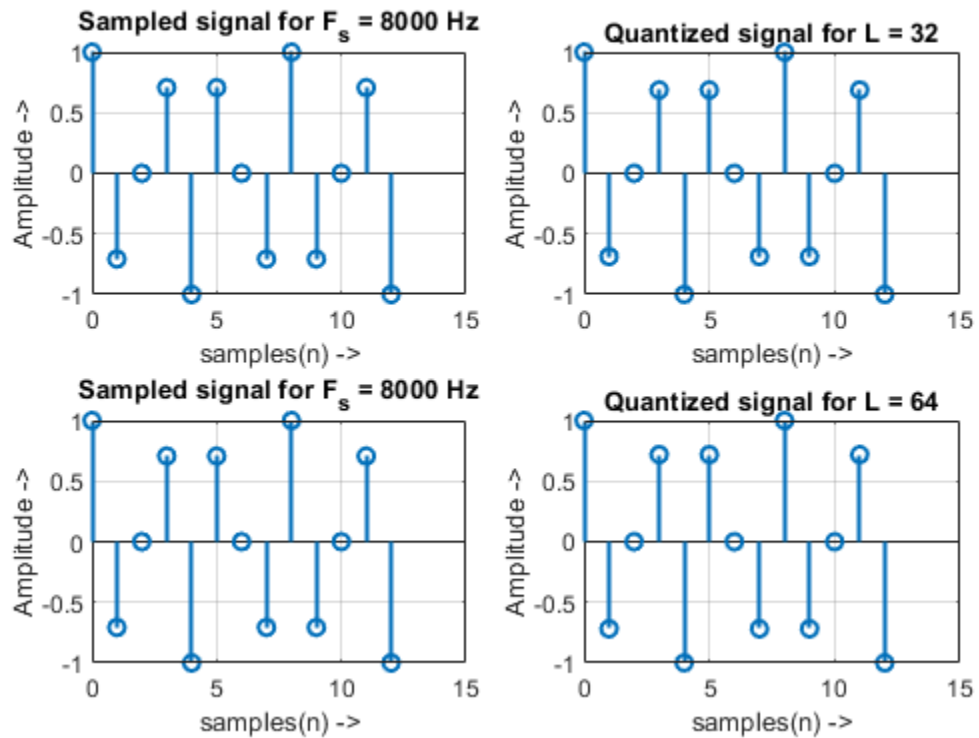 Sampled signal for Fs = 8000 Hz
1
0.5
0
-0.5
-1
Amplitude ->
0 5 10 15
samples(n) ->
Quantized signal for L = 32
1
0.5
0
-0.5
-1
Amplitude ->
0 5 10 15
samples(n) ->
Sampled signal for Fs = 8000 Hz
1
0.5
0
-0.5
-1
Amplitude ->
0 5 10 15
samples(n) ->
Quantized signal for L = 64
1
0.5
0
-0.5
-1
Amplitude ->
0 5 10 15
samples(n) ->